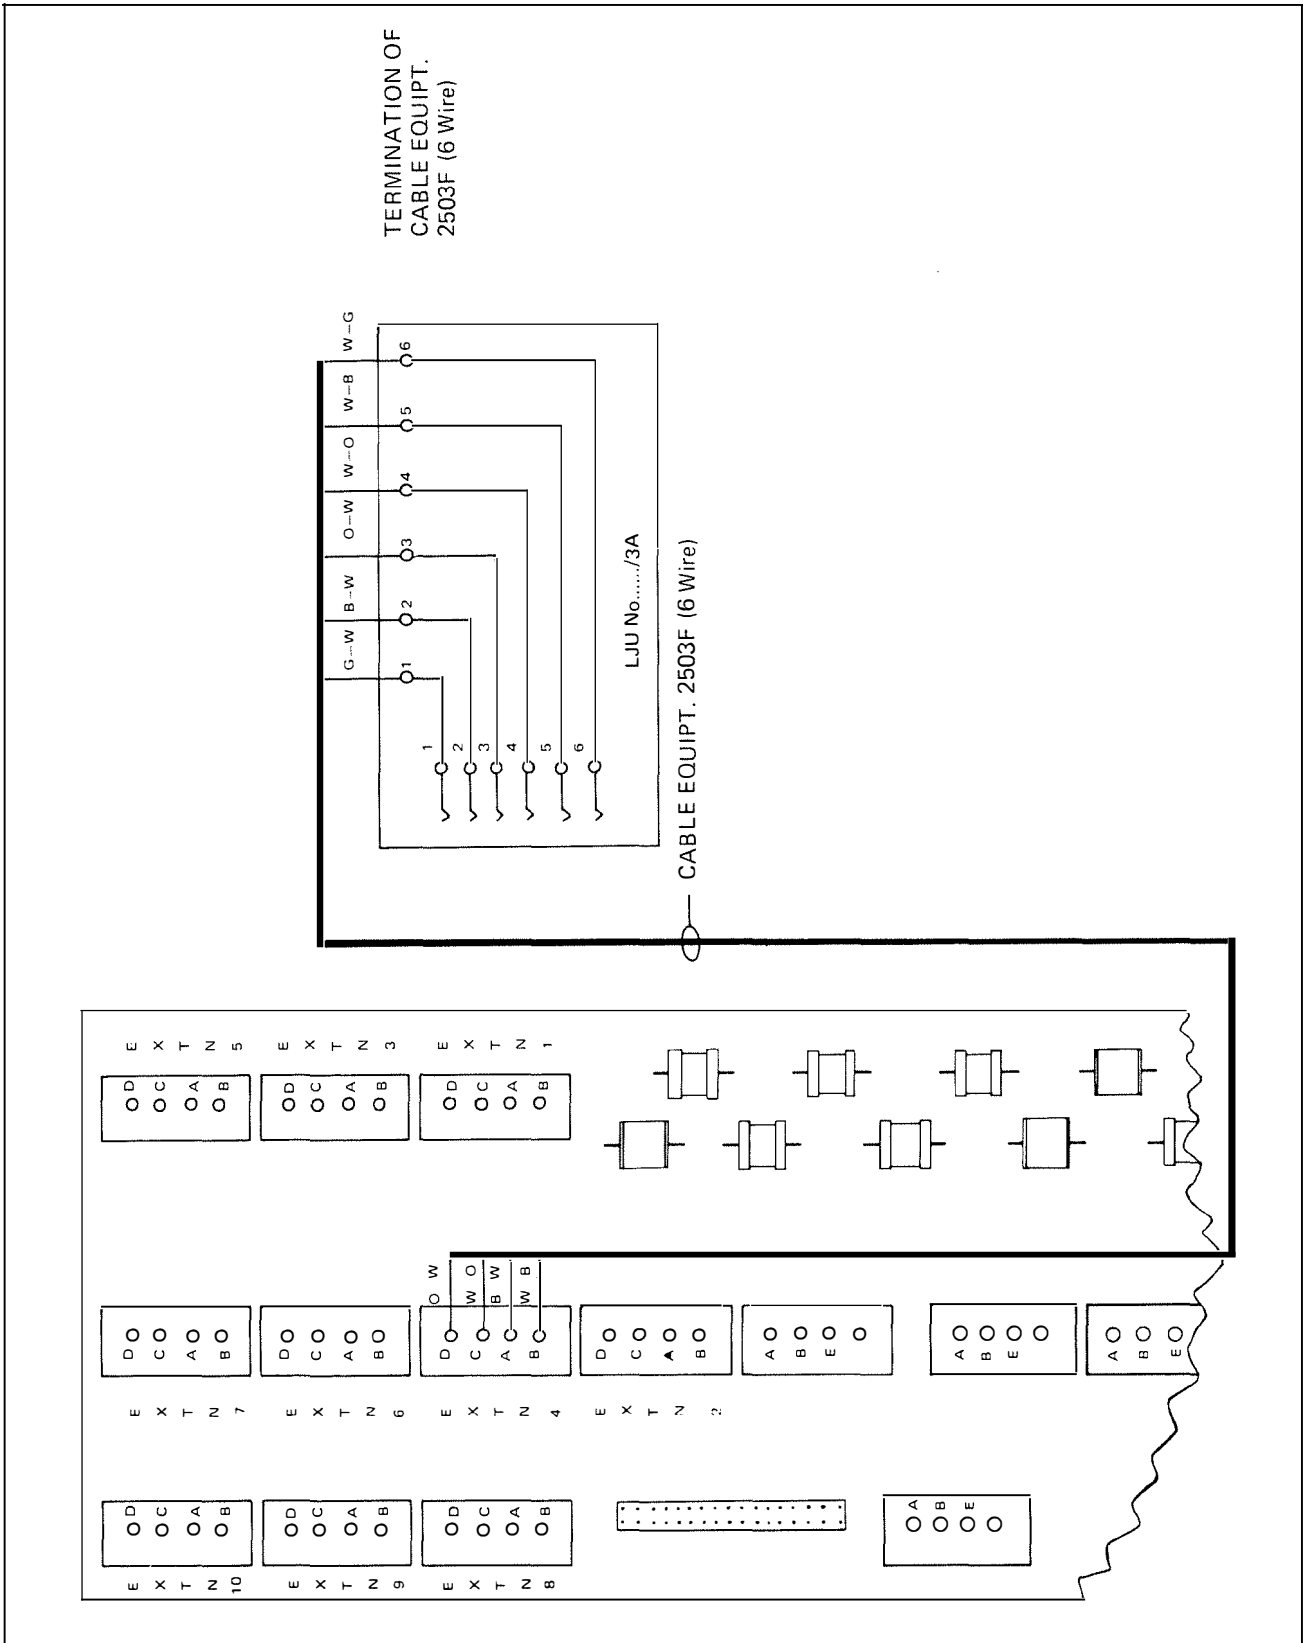 TERMINATION OF
CABLE EQUIPT.
2503F (6 Wire)
G–W B–W O–W W–O W–B W–G
1 2 3 4 5 6
1
2
3
4
5
6
LJU No....../3A
CABLE EQUIPT. 2503F (6 Wire)
EXTN 10
D C A B
EXTN 7
D C A B
D C A B
EXTN 5
EXTN 9
D C A B
EXTN 6
D C A B
D C A B
EXTN 3
EXTN 8
D C A B
EXTN 4
D C A B
O W
W O
B W
W B
D C A B
EXTN 1
EXTN 2
D C A B
A B E
A B E
A B E
A B E